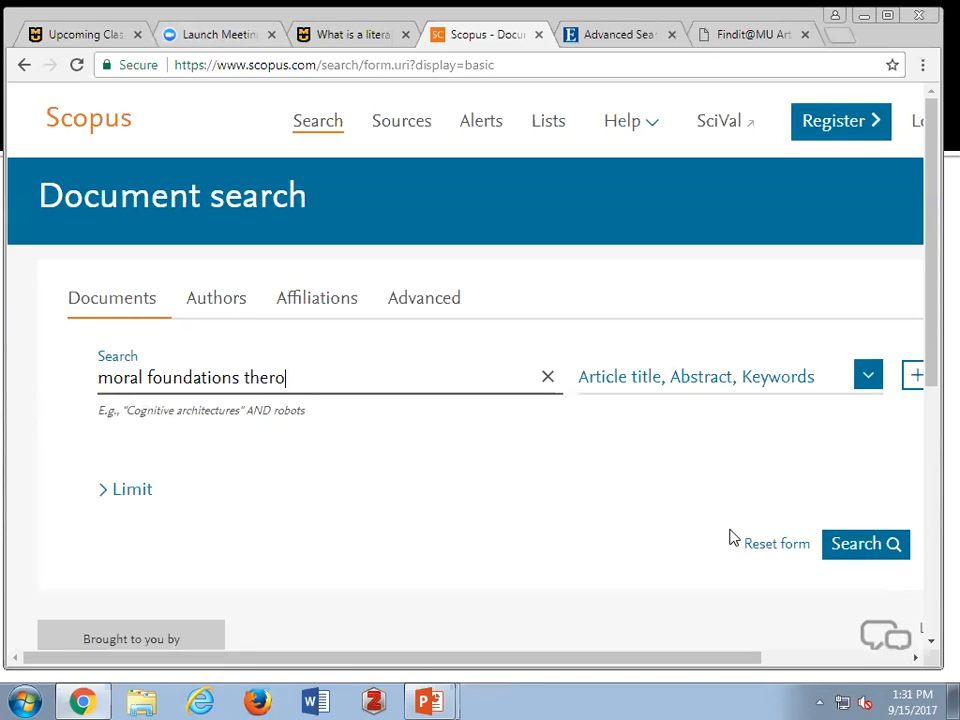 Upcoming Clas
Launch Meetin
What is a litera
Scopus - Docu
Advanced Sea
Findit@MU Art
Secure
https://www.scopus.com/search/form.uri?display=basic
Scopus
Search
Sources
Alerts
Lists
Help
SciVal
Register
Lo
Document search
Documents
Authors
Affiliations
Advanced
Search
moral foundations thero
Article title, Abstract, Keywords
E.g., "Cognitive architectures" AND robots
Limit
Reset form
Search
Brought to you by
1:31 PM
9/15/2017